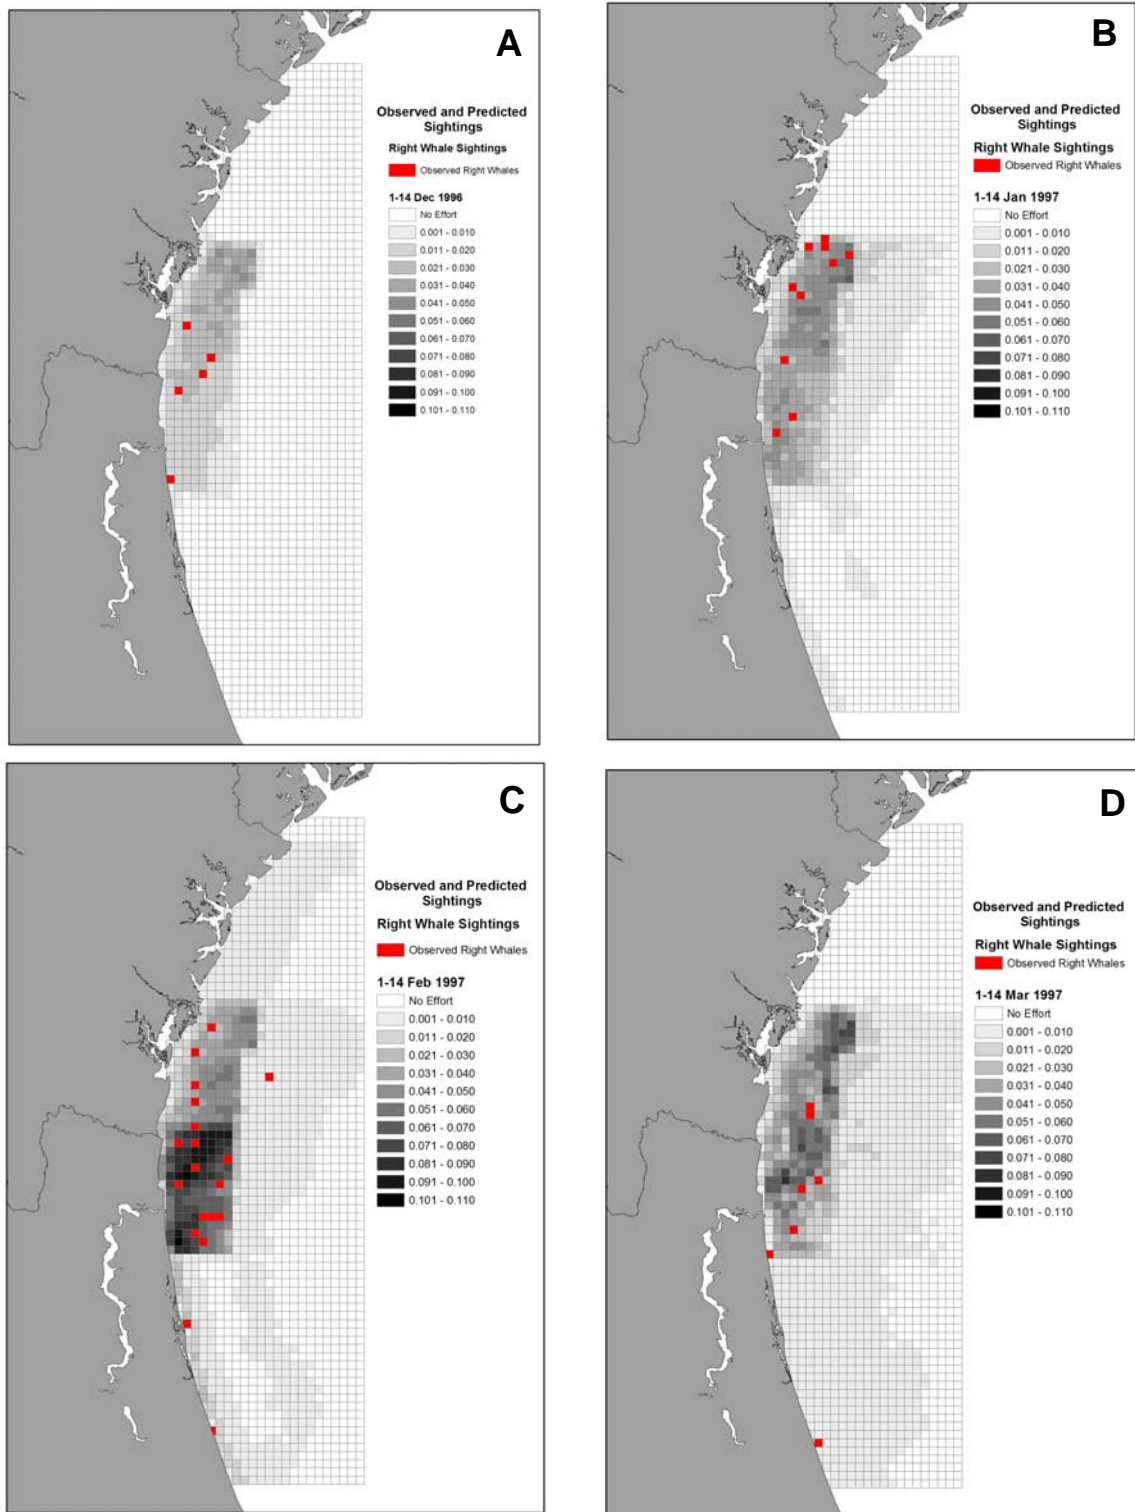 A
Observed and Predicted
Sightings
Right Whale Sightings
Observed Right Whales
1-14 Dec 1996
No Effort
0.001 - 0.010
0.011 - 0.020
0.021 - 0.030
0.031 - 0.040
0.041 - 0.050
0.051 - 0.060
0.061 - 0.070
0.071 - 0.080
0.081 - 0.090
0.091 - 0.100
0.101 - 0.110
B
Observed and Predicted
Sightings
Right Whale Sightings
Observed Right Whales
1-14 Jan 1997
No Effort
0.001 - 0.010
0.011 - 0.020
0.021 - 0.030
0.031 - 0.040
0.041 - 0.050
0.051 - 0.060
0.061 - 0.070
0.071 - 0.080
0.081 - 0.090
0.091 - 0.100
0.101 - 0.110
C
Observed and Predicted
Sightings
Right Whale Sightings
Observed Right Whales
1-14 Feb 1997
No Effort
0.001 - 0.010
0.011 - 0.020
0.021 - 0.030
0.031 - 0.040
0.041 - 0.050
0.051 - 0.060
0.061 - 0.070
0.071 - 0.080
0.081 - 0.090
0.091 - 0.100
0.101 - 0.110
D
Observed and Predicted
Sightings
Right Whale Sightings
Observed Right Whales
1-14 Mar 1997
No Effort
0.001 - 0.010
0.011 - 0.020
0.021 - 0.030
0.031 - 0.040
0.041 - 0.050
0.051 - 0.060
0.061 - 0.070
0.071 - 0.080
0.081 - 0.090
0.091 - 0.100
0.101 - 0.110